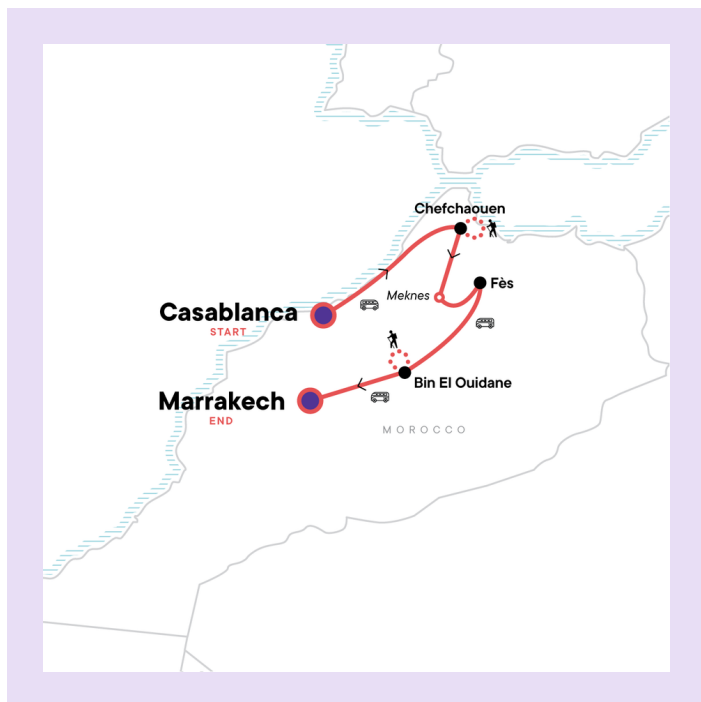 Chefchaouen
Fès
Meknes
Casablanca
START
Bin El Ouidane
Marrakech
END
MOROCCO